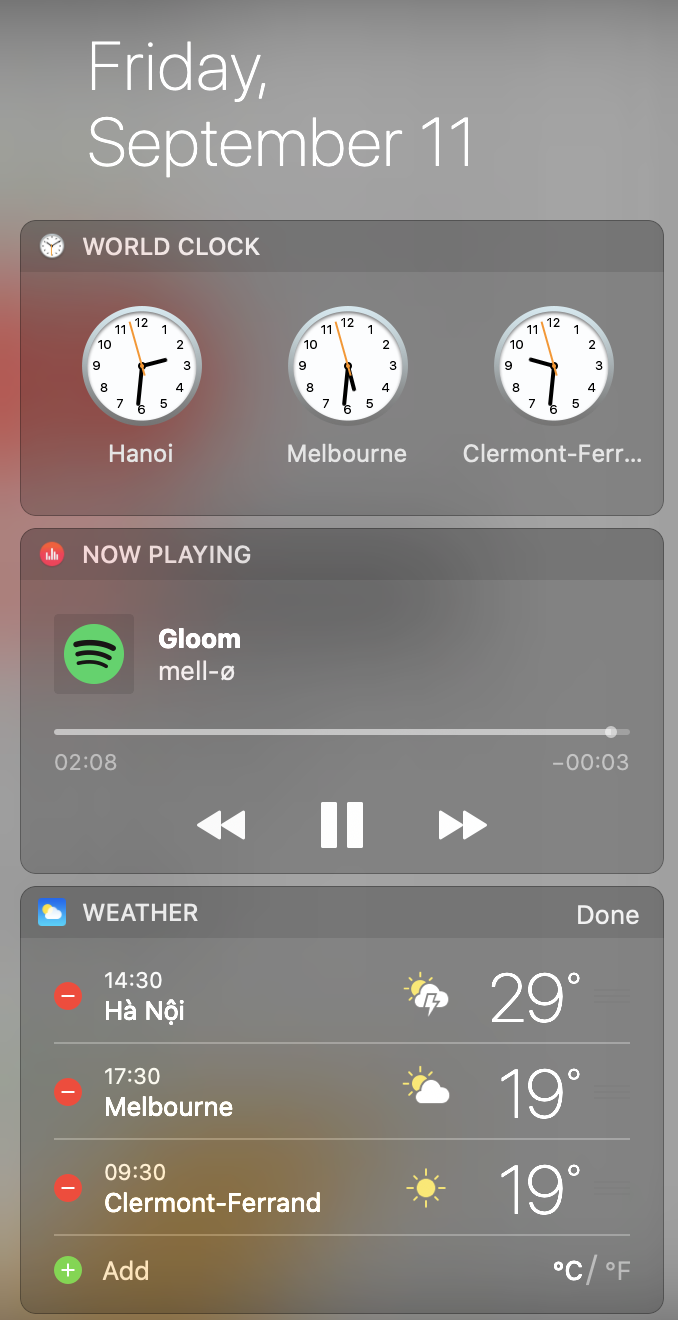 Friday,
September 11
WORLD CLOCK
12 1 2 3 4 5 6 7 8 9 10 11
12 1 2 3 4 5 6 7 8 9 10 11
12 1 2 3 4 5 6 7 8 9 10 11
Hanoi Melbourne Clermont-Ferr...
NOW PLAYING
Gloom
mell-ø
02:08 −00:03
WEATHER Done
14:30
Hà Nội 29°
17:30
Melbourne 19°
09:30
Clermont-Ferrand 19°
Add °C / °F